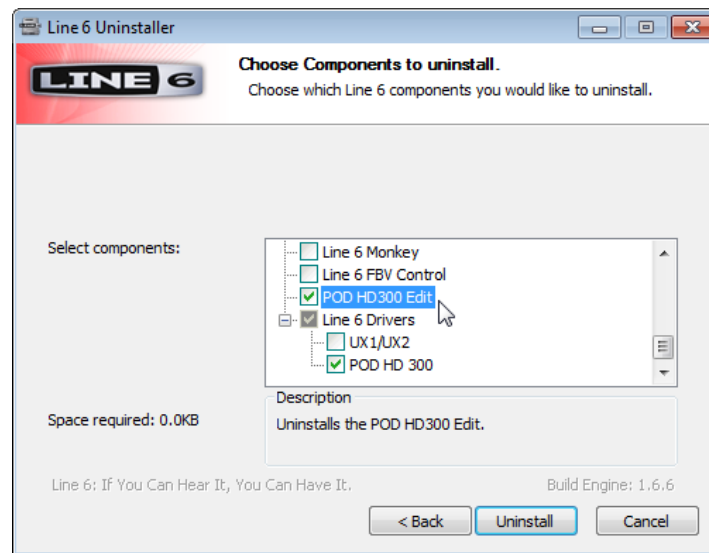 Line 6 Uninstaller
LINE 6
Choose Components to uninstall.
Choose which Line 6 components you would like to uninstall.
Select components:
Line 6 Monkey
Line 6 FBV Control
POD HD300 Edit
Line 6 Drivers
UX1/UX2
POD HD 300
Space required: 0.0KB
Description
Uninstalls the POD HD300 Edit.
Line 6: If You Can Hear It, You Can Have It.
Build Engine: 1.6.6
< Back
Uninstall
Cancel